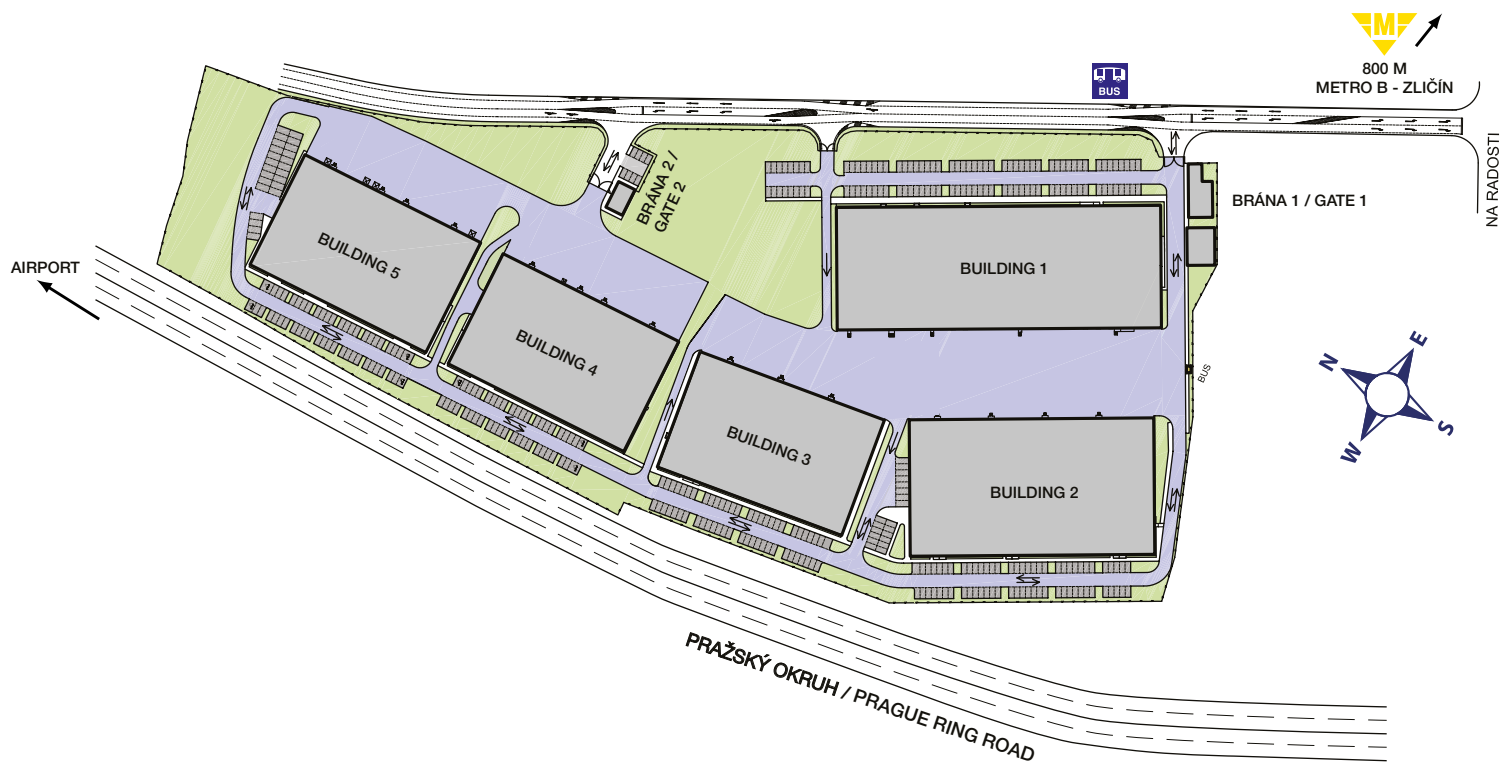 M
800 M
METRO B - ZLIČÍN
BUS
NA RADOSTI
BRÁNA 2 /
GATE 2
BRÁNA 1 / GATE 1
BUILDING 5
BUILDING 1
AIRPORT
BUILDING 4
BUS
N
E
S
W
BUILDING 3
BUILDING 2
PRAŽSKÝ OKRUH / PRAGUE RING ROAD